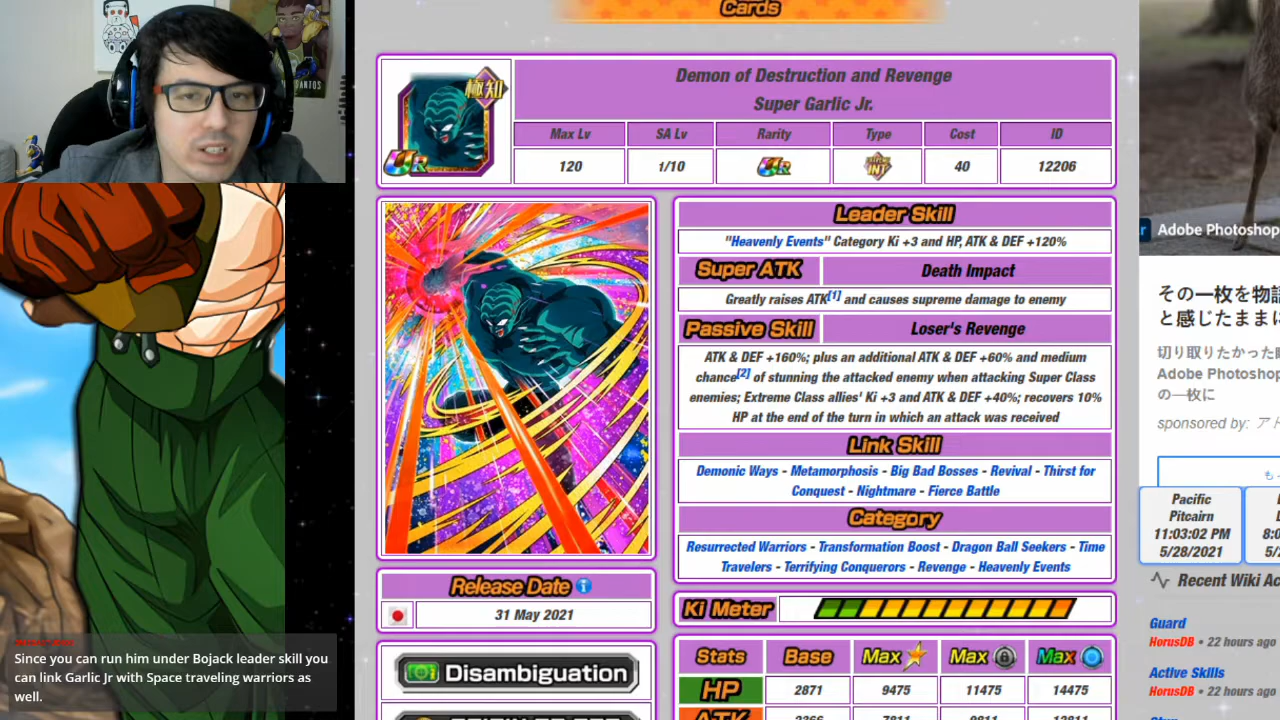 Cards
Demon of Destruction and Revenge
Super Garlic Jr.
Max Lv
SA Lv
Rarity
Type
Cost
ID
120
1/10
UR
INT
40
12206
極知
UR
Leader Skill
"Heavenly Events" Category Ki +3 and HP, ATK & DEF +120%
Super ATK
Death Impact
Greatly raises ATK[1] and causes supreme damage to enemy
Passive Skill
Loser's Revenge
ATK & DEF +160%; plus an additional ATK & DEF +60% and medium
chance[2] of stunning the attacked enemy when attacking Super Class
enemies; Extreme Class allies' Ki +3 and ATK & DEF +40%; recovers 10%
HP at the end of the turn in which an attack was received
Link Skill
Demonic Ways - Metamorphosis - Big Bad Bosses - Revival - Thirst for
Conquest - Nightmare - Fierce Battle
Category
Resurrected Warriors - Transformation Boost - Dragon Ball Seekers - Time
Travelers - Terrifying Conquerors - Revenge - Heavenly Events
Release Date
31 May 2021
Ki Meter
Disambiguation
Stats
Base
Max
Max
Max
HP
2871
9475
11475
14475
Since you can run him under Bojack leader skill you
can link Garlic Jr with Space traveling warriors as
well.
Adobe Photoshop
その一枚を物語
と感じたままに
切り取りたかった
Adobe Photoshop
の一枚に
sponsored by: アド
Pacific
Pitcairn
11:03:02 PM
5/28/2021
Recent Wiki Ac
Guard
HorusDB • 22 hours ago
Active Skills
HorusDB • 22 hours ago